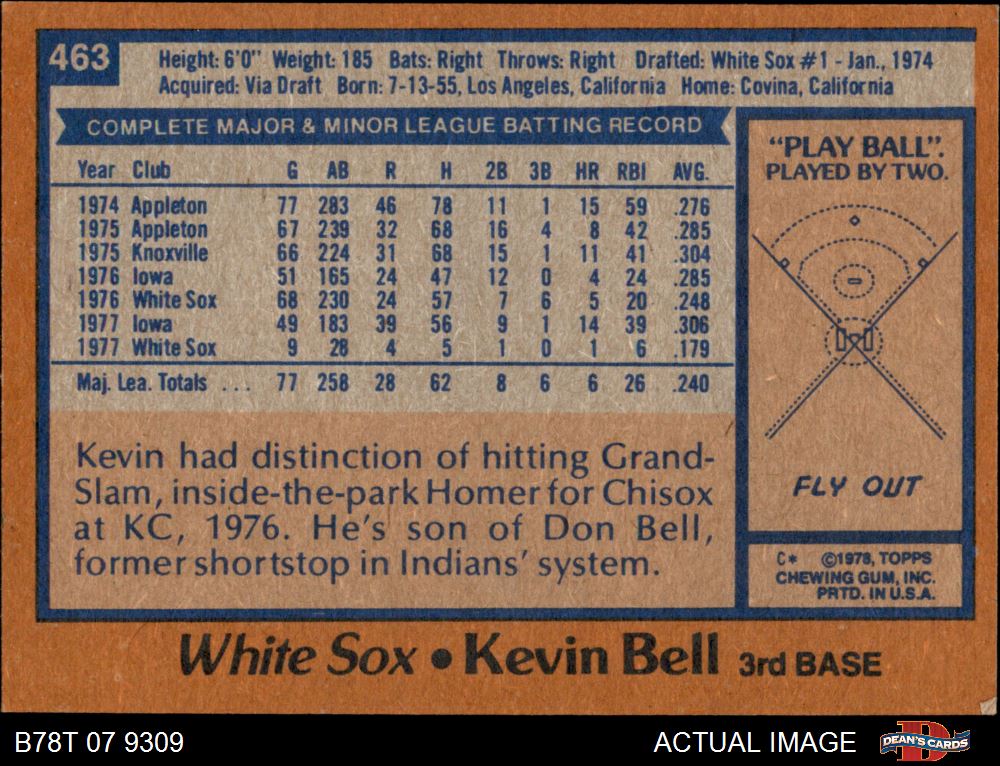 463
Height: 6'0" Weight: 185 Bats: Right Throws: Right Drafted: White Sox #1 - Jan., 1974
Acquired: Via Draft Born: 7-13-55, Los Angeles, California Home: Covina, California
COMPLETE MAJOR & MINOR LEAGUE BATTING RECORD
Year Club G AB R H 2B 3B HR RBI AVG.
1974 Appleton 77 283 46 78 11 1 15 59 .276
1975 Appleton 67 239 32 68 16 4 8 42 .285
1975 Knoxville 66 224 31 68 15 1 11 41 .304
1976 Iowa 51 165 24 47 12 0 4 24 .285
1976 White Sox 68 230 24 57 7 6 5 20 .248
1977 Iowa 49 183 39 56 9 1 14 39 .306
1977 White Sox 9 28 4 5 1 0 1 6 .179
Maj. Lea. Totals ... 77 258 28 62 8 6 6 26 .240
Kevin had distinction of hitting Grand-
Slam, inside-the-park Homer for Chisox
at KC, 1976. He's son of Don Bell,
former shortstop in Indians' system.
"PLAY BALL".
PLAYED BY TWO.
FLY OUT
C* ©1978, TOPPS
CHEWING GUM, INC.
PRTD. IN U.S.A.
White Sox • Kevin Bell 3rd BASE
B78T 07 9309
ACTUAL IMAGE
DEAN'S CARDS